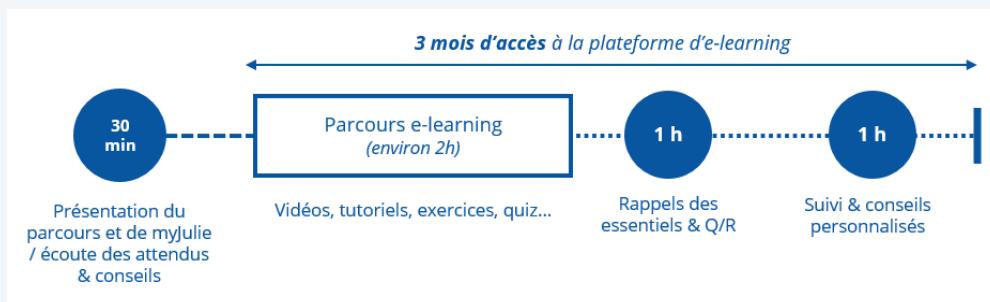 3 mois d'accès à la plateforme d'e-learning
30
min
Parcours e-learning
(environ 2h)
1 h
1 h
Présentation du
parcours et de myJulie
/ écoute des attendus
& conseils
Vidéos, tutoriels, exercices, quiz...
Rappels des
essentiels & Q/R
Suivi & conseils
personnalisés